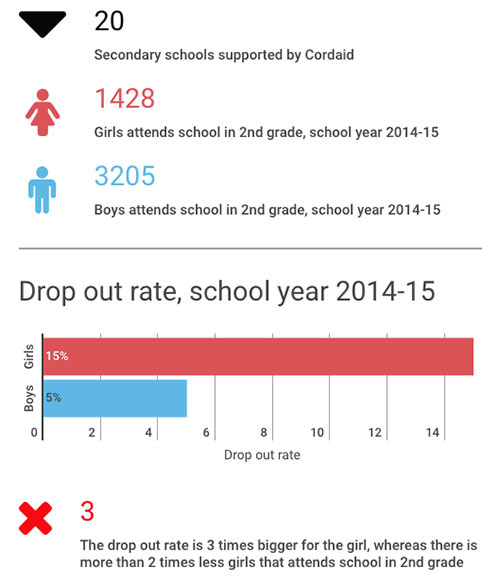 20
Secondary schools supported by Cordaid
1428
Girls attends school in 2nd grade, school year 2014-15
3205
Boys attends school in 2nd grade, school year 2014-15
Drop out rate, school year 2014-15
Girls
15%
Boys
5%
0 2 4 6 8 10 12 14
Drop out rate
3
The drop out rate is 3 times bigger for the girl, whereas there is
more than 2 times less girls that attends school in 2nd grade